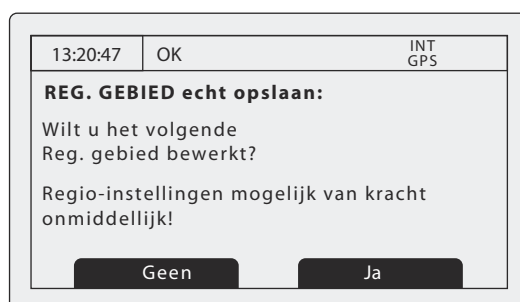 13:20:47 OK INT
GPS
REG. GEBIED echt opslaan:
Wilt u het volgende
Reg. gebied bewerkt?
Regio-instellingen mogelijk van kracht
onmiddellijk!
Geen Ja